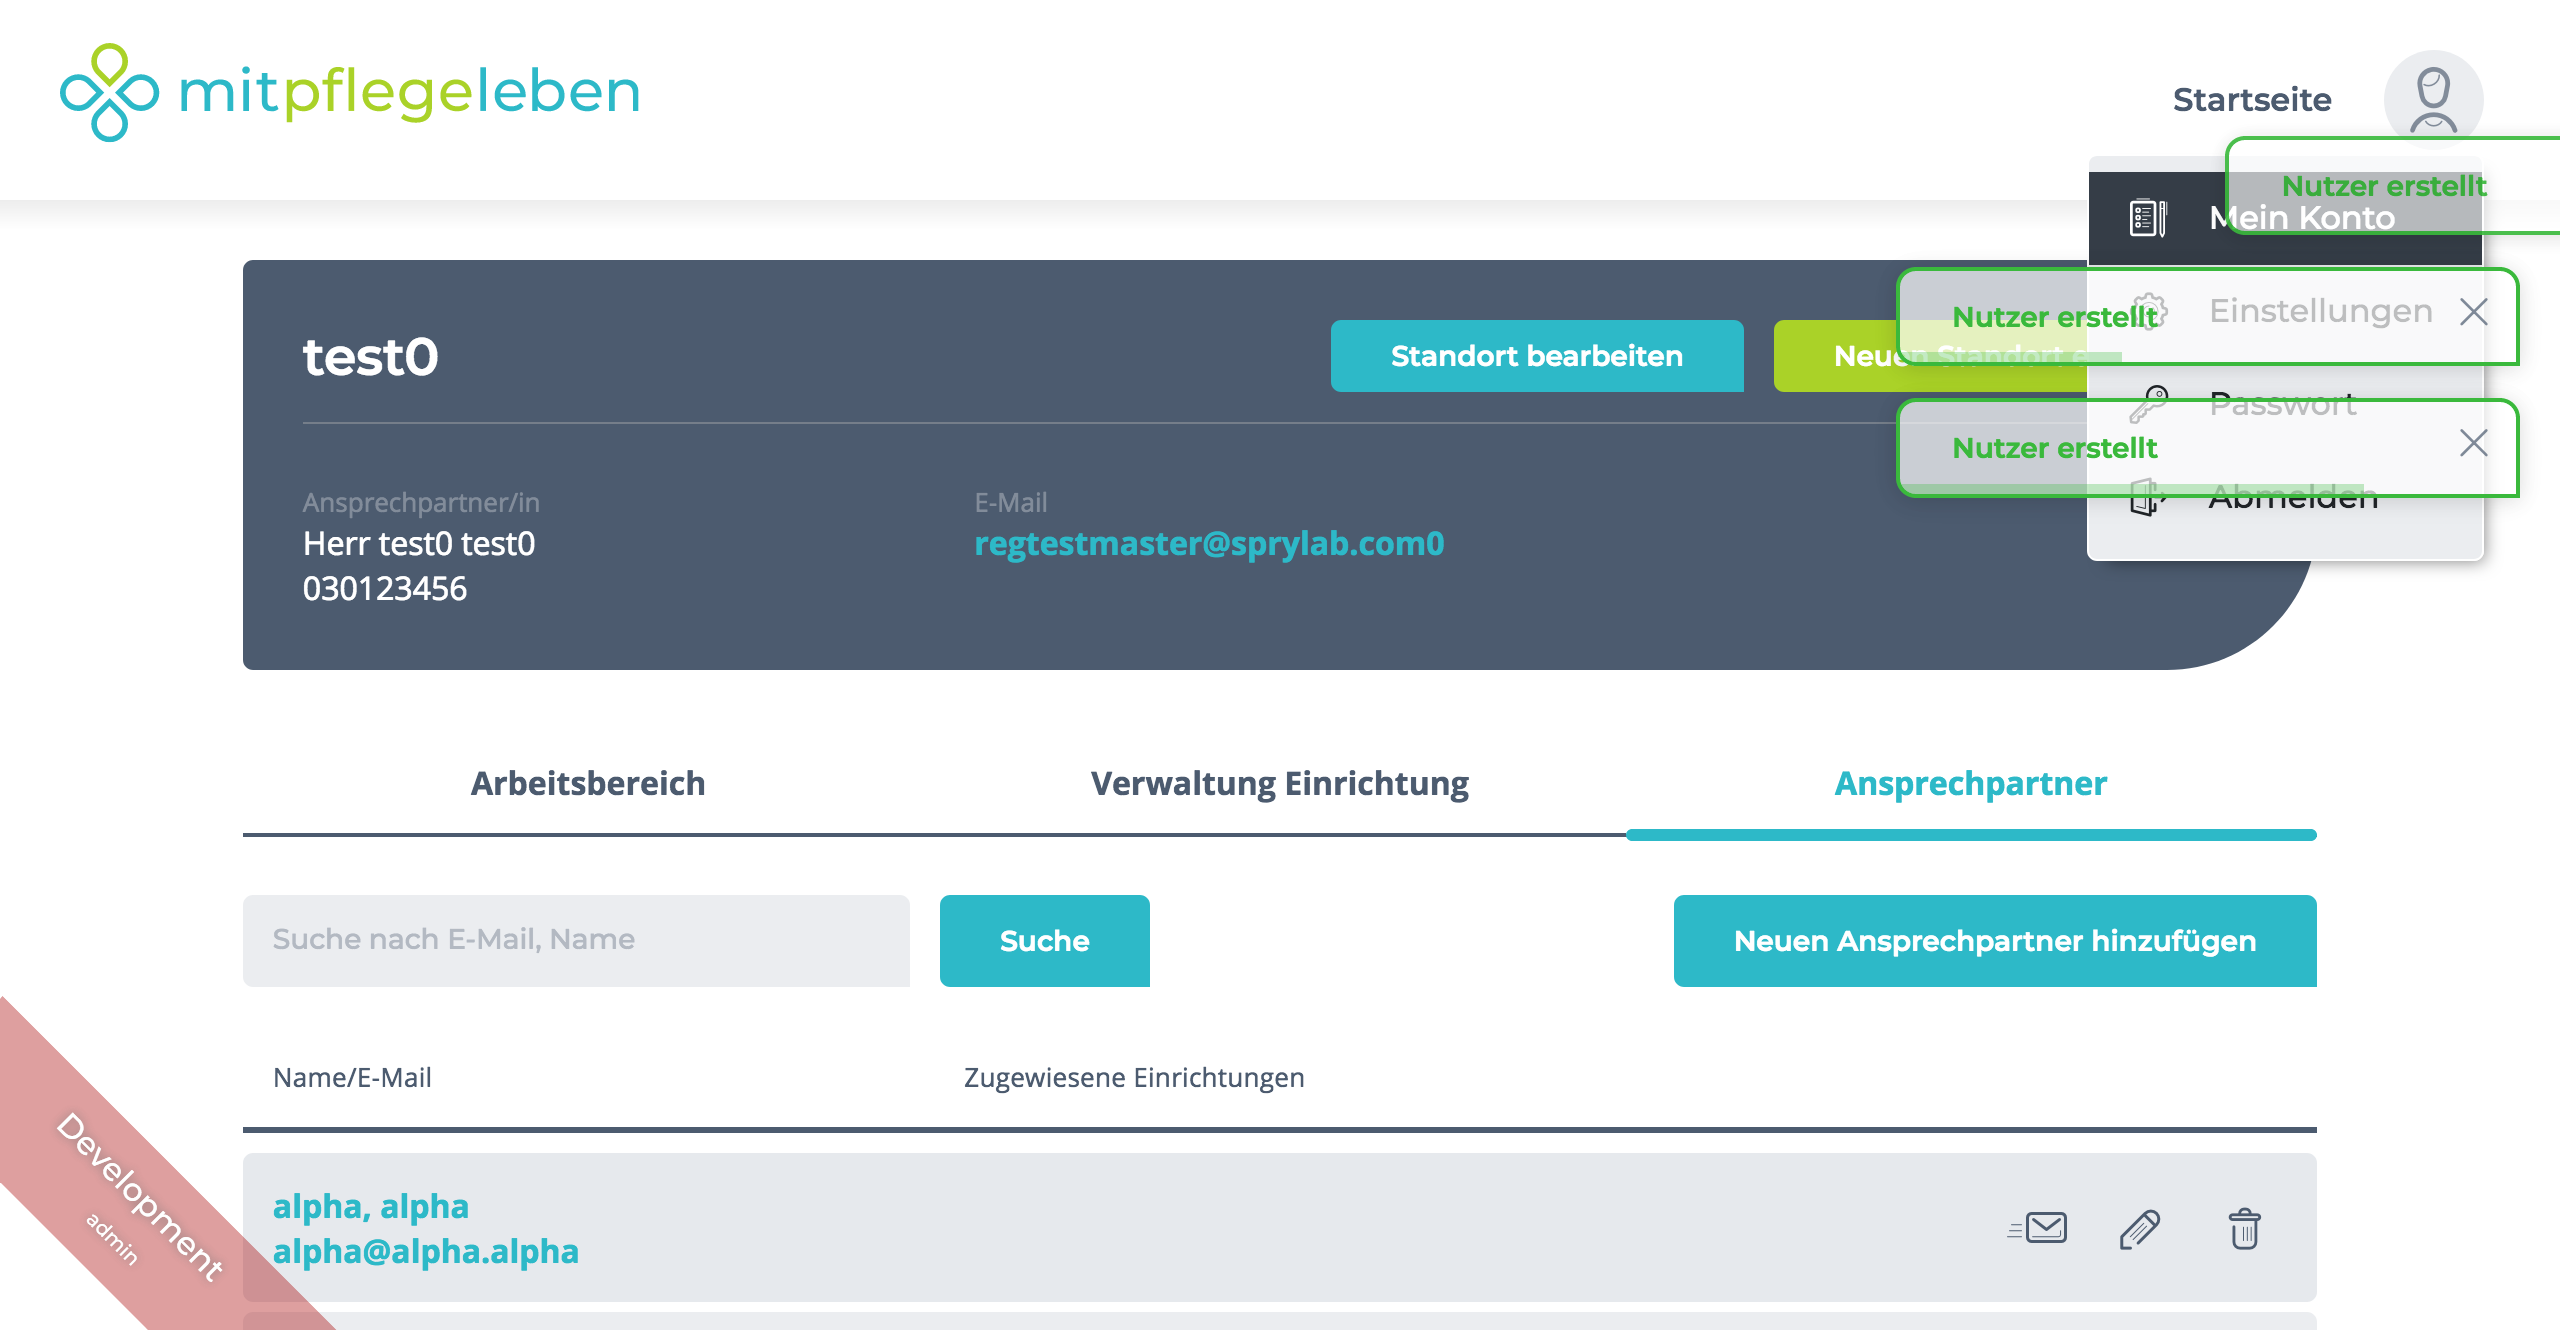 mitpflegeleben
Startseite
Nutzer erstellt
Mein Konto
Nutzer erstellt
Einstellungen
test0
Standort bearbeiten
Neuen Standort e
Passwort
Nutzer erstellt
Abmelden
Ansprechpartner/in
E-Mail
Herr test0 test0
regtestmaster@sprylab.com0
030123456
Arbeitsbereich
Verwaltung Einrichtung
Ansprechpartner
Suche nach E-Mail, Name
Suche
Neuen Ansprechpartner hinzufügen
Name/E-Mail
Zugewiesene Einrichtungen
alpha, alpha
alpha@alpha.alpha
Development
admin